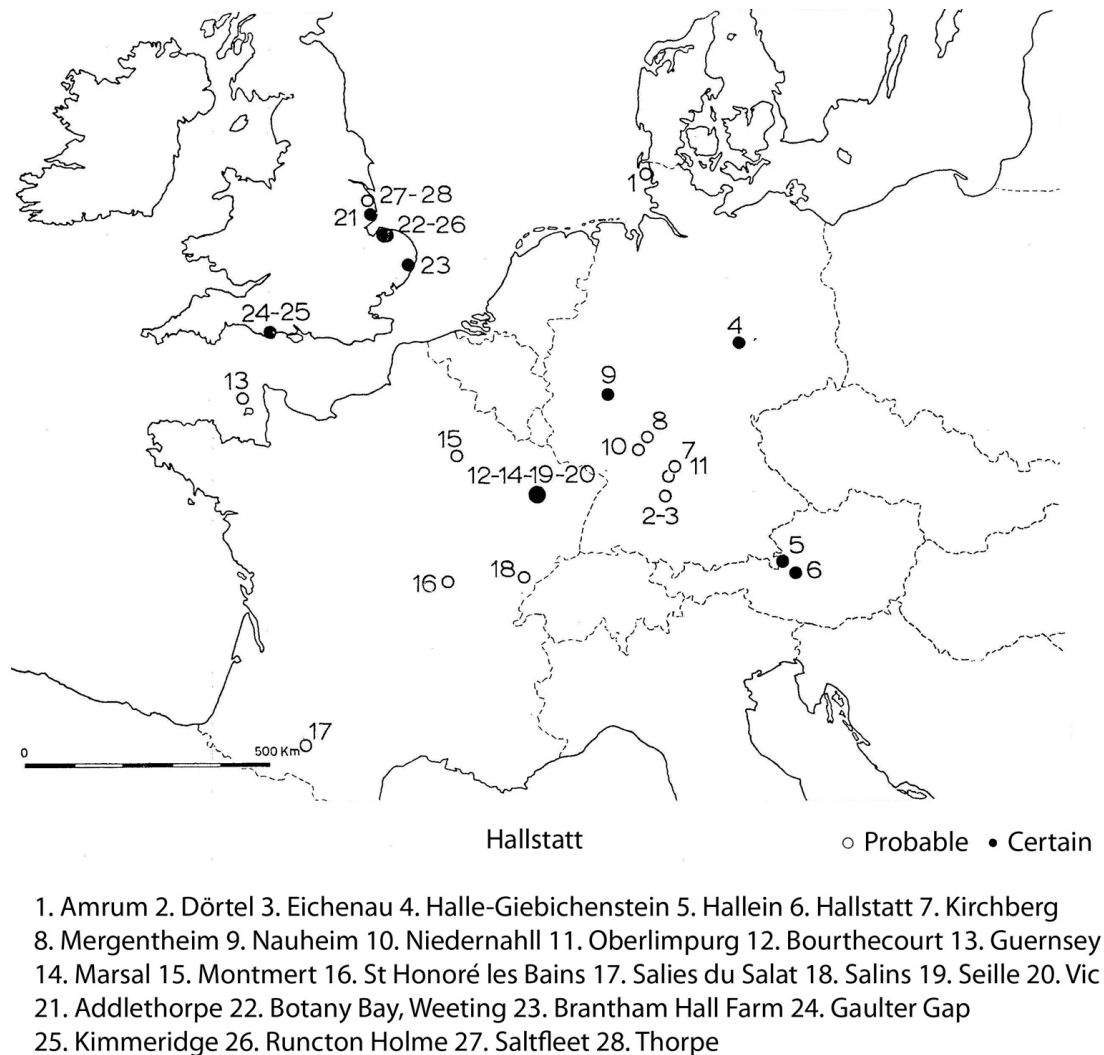 1
27-28
21
22-26
23
24-25
4
13
9
8
15
10
7
11
12-14-19-20
2-3
5
18
6
16
17
0
500 Km
Hallstatt
Probable
Certain
1. Amrum 2. Dörtel 3. Eichenau 4. Halle-Giebichenstein 5. Hallein 6. Hallstatt 7. Kirchberg
8. Mergentheim 9. Nauheim 10. Niedernahll 11. Oberlimpurg 12. Bourthecourt 13. Guernsey
14. Marsal 15. Montmert 16. St Honoré les Bains 17. Salies du Salat 18. Salins 19. Seille 20. Vic
21. Addlethorpe 22. Botany Bay, Weeting 23. Brantham Hall Farm 24. Gaulter Gap
25. Kimmeridge 26. Runcton Holme 27. Saltfleet 28. Thorpe